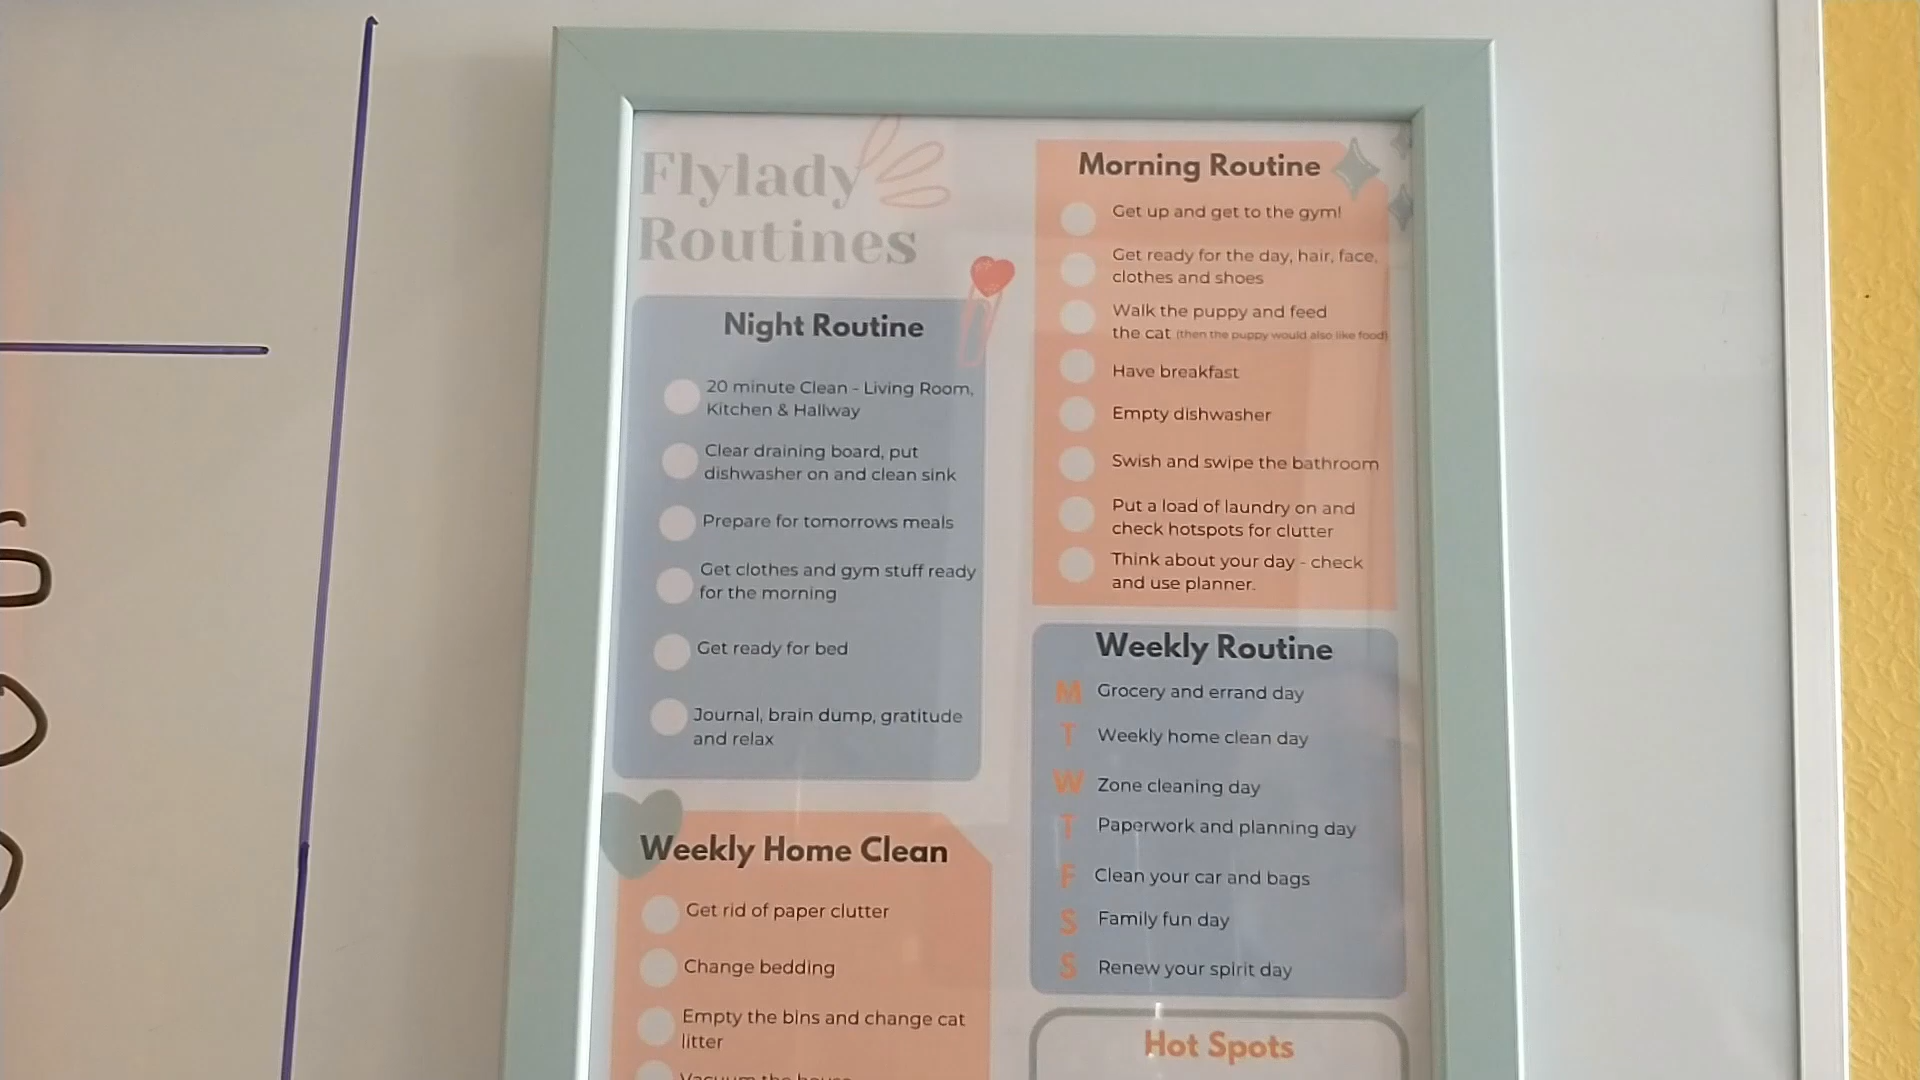 Flylady
Routines
Night Routine
20 minute Clean - Living Room,
Kitchen & Hallway
Clear draining board, put
dishwasher on and clean sink
Prepare for tomorrows meals
Get clothes and gym stuff ready
for the morning
Get ready for bed
Journal, brain dump, gratitude
and relax
Weekly Home Clean
Get rid of paper clutter
Change bedding
Empty the bins and change cat
litter
Vacuum the house
Morning Routine
Get up and get to the gym!
Get ready for the day, hair, face,
clothes and shoes
Walk the puppy and feed
the cat (then the puppy would also like food)
Have breakfast
Empty dishwasher
Swish and swipe the bathroom
Put a load of laundry on and
check hotspots for clutter
Think about your day - check
and use planner.
Weekly Routine
M Grocery and errand day
T Weekly home clean day
W Zone cleaning day
T Paperwork and planning day
F Clean your car and bags
S Family fun day
S Renew your spirit day
Hot Spots